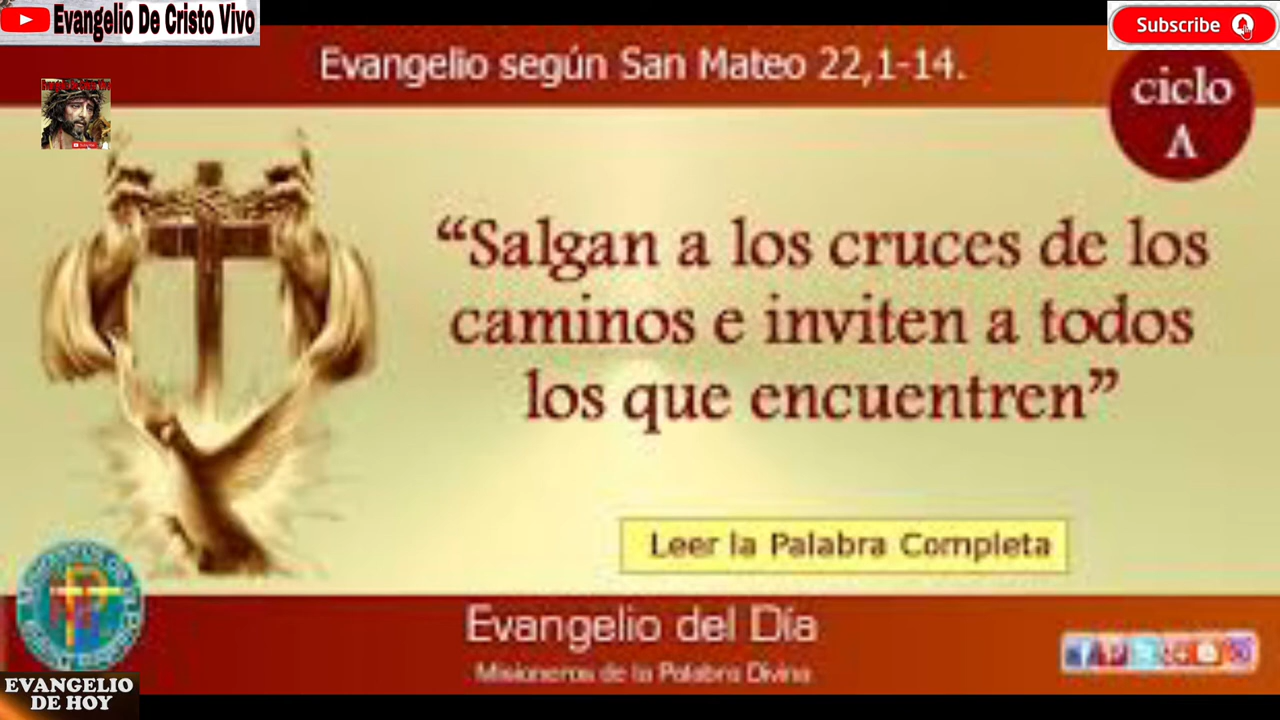 Evangelio De Cristo Vivo
Subscribe
Evangelio según San Mateo 22,1-14.
ciclo
A
“Salgan a los cruces de los
caminos e inviten a todos
los que encuentren”
Leer la Palabra Completa
Evangelio del Día
Misioneros de la Palabra Divina
EVANGELIO
DE HOY